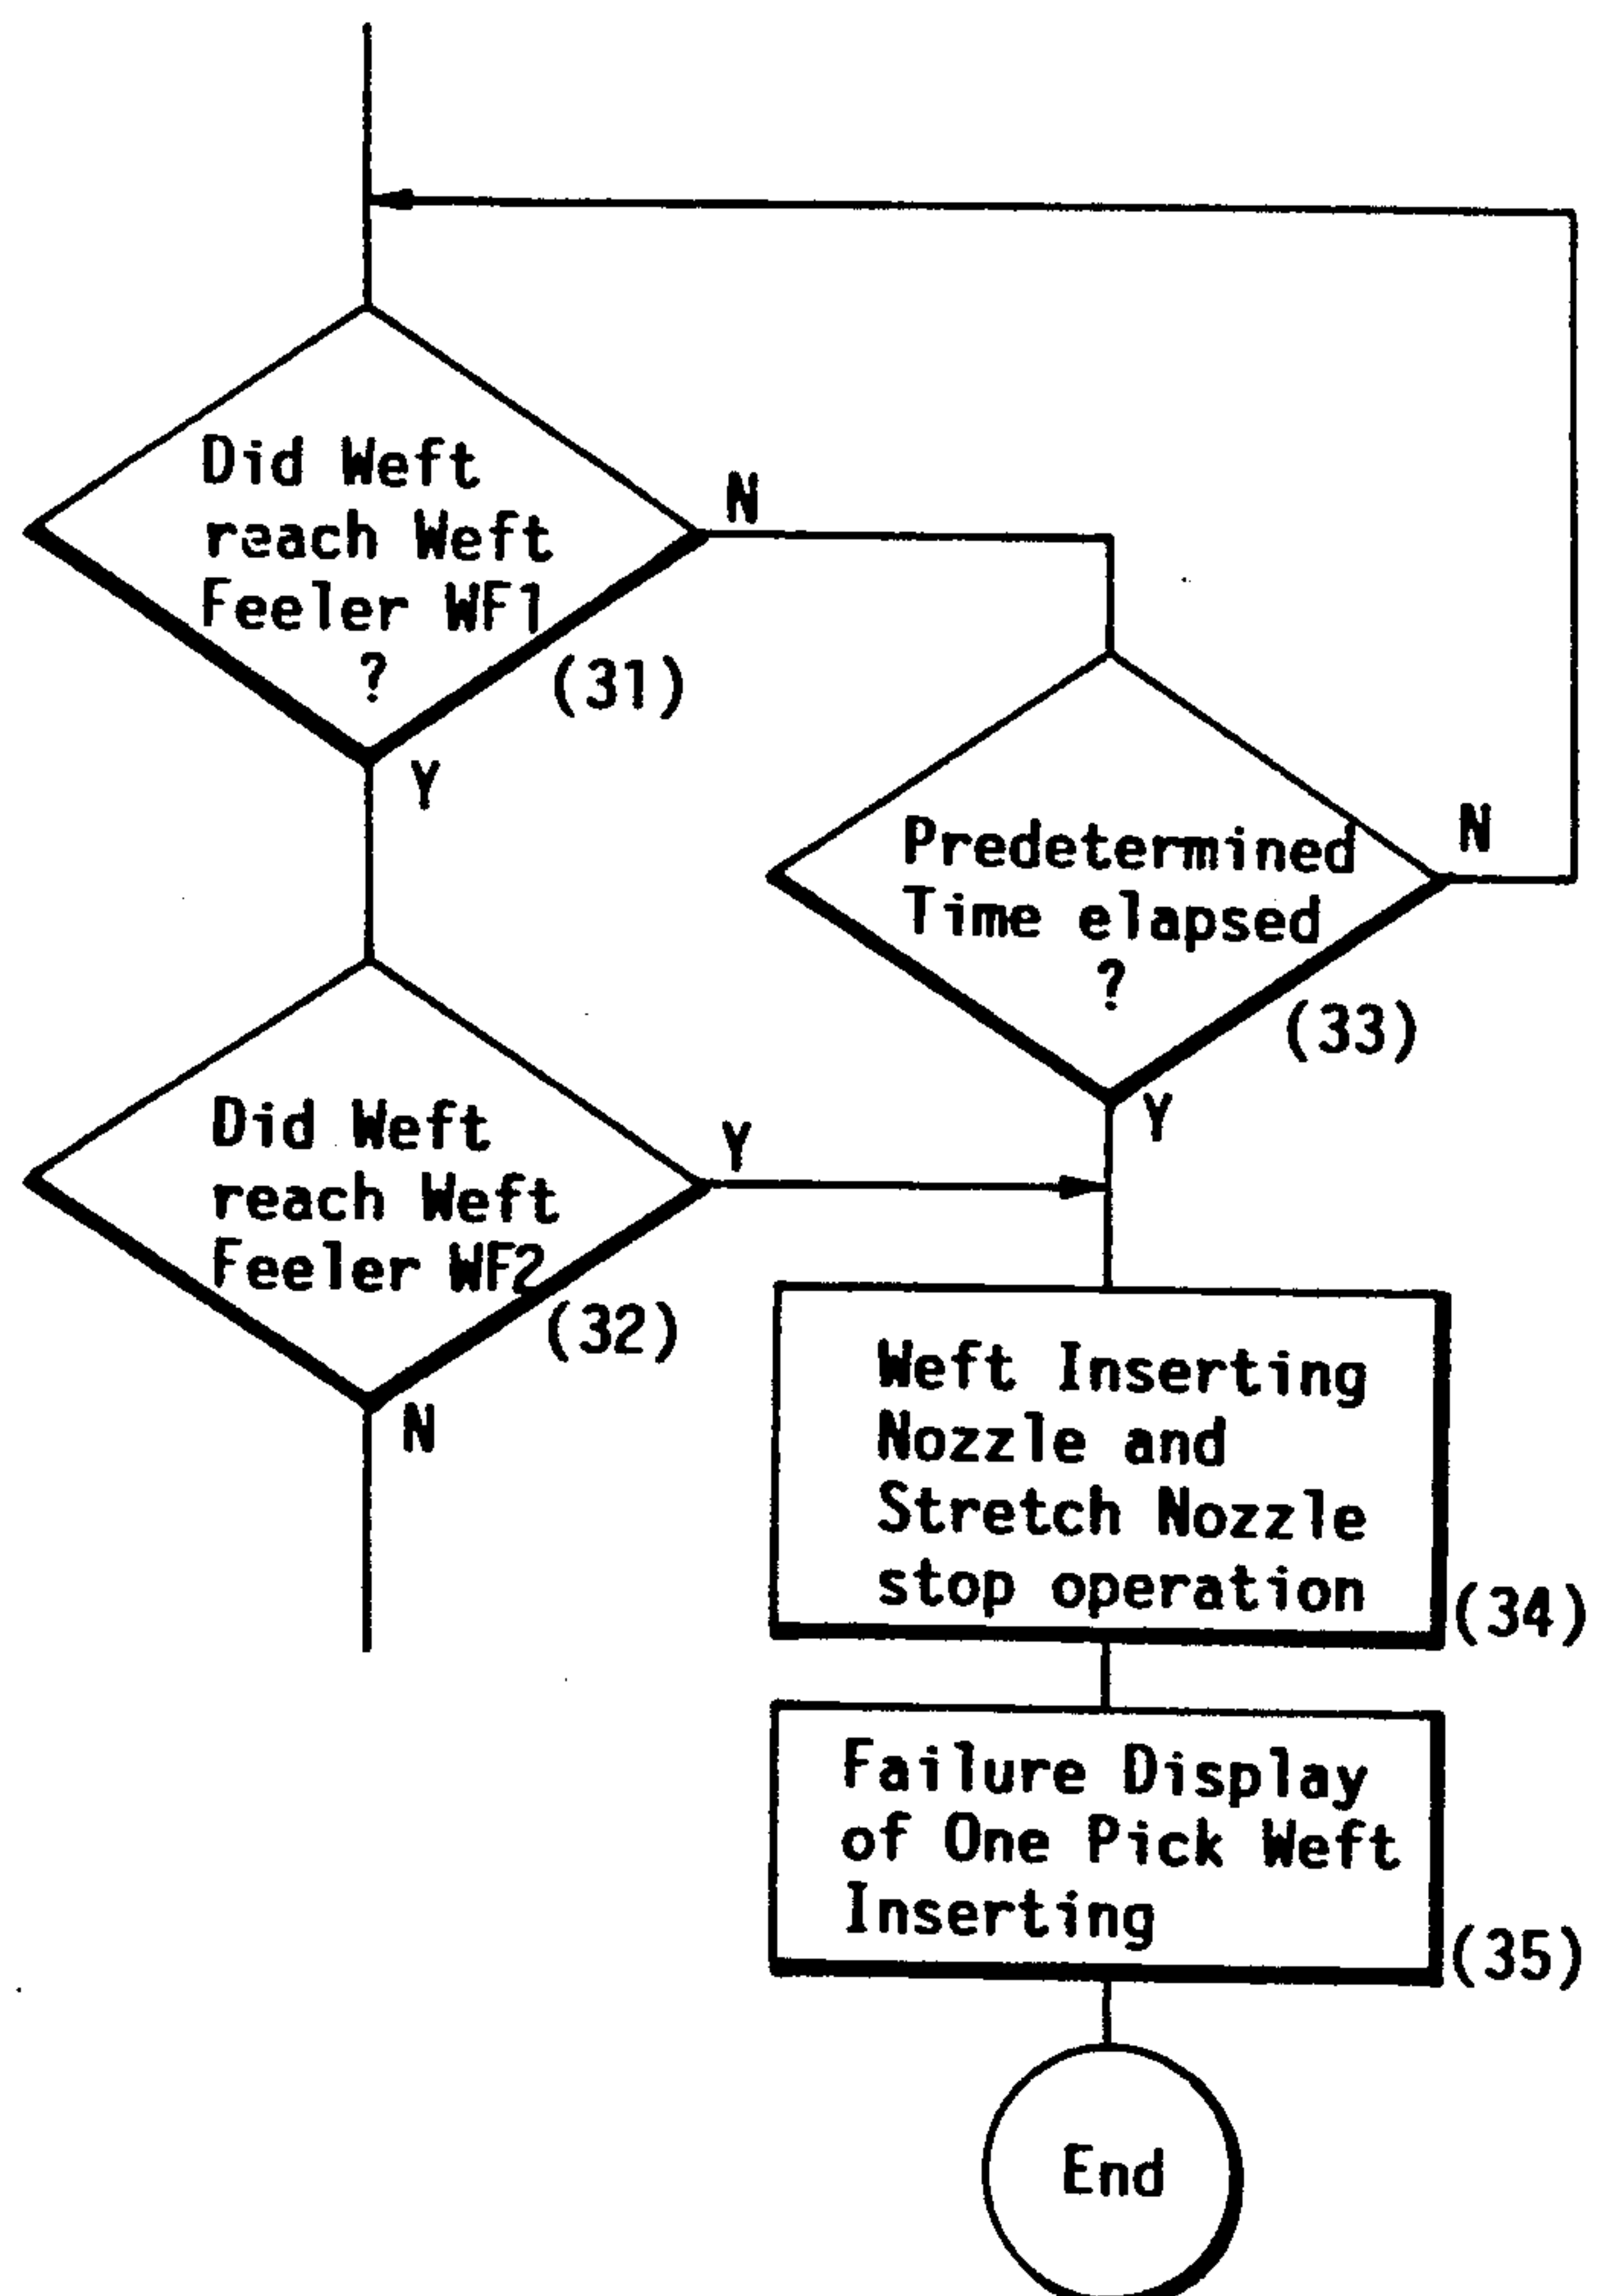 Did Weft
reach Weft
Feeler WF1
?
(31)
N
Y
Predetermined
Time elapsed
?
(33)
N
Y
Did Weft
reach Weft
Feeler WF2
(32)
Y
N
Weft Inserting
Nozzle and
Stretch Nozzle
stop operation
(34)
Failure Display
of One Pick Weft
Inserting
(35)
End